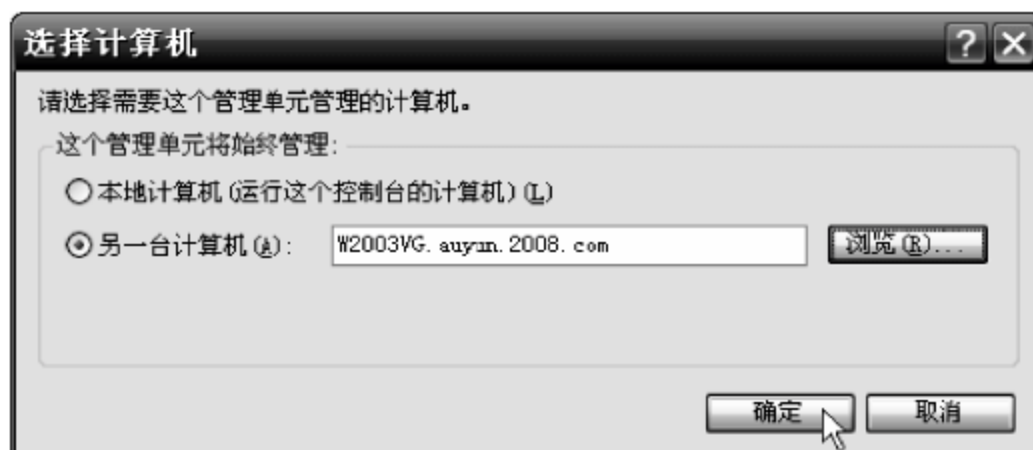 选择计算机
请选择需要这个管理单元管理的计算机。
这个管理单元将始终管理:
本地计算机(运行这个控制台的计算机)(L)
另一台计算机(A): W2003VG.auyun.2008.com 浏览(R)...
确定 取消